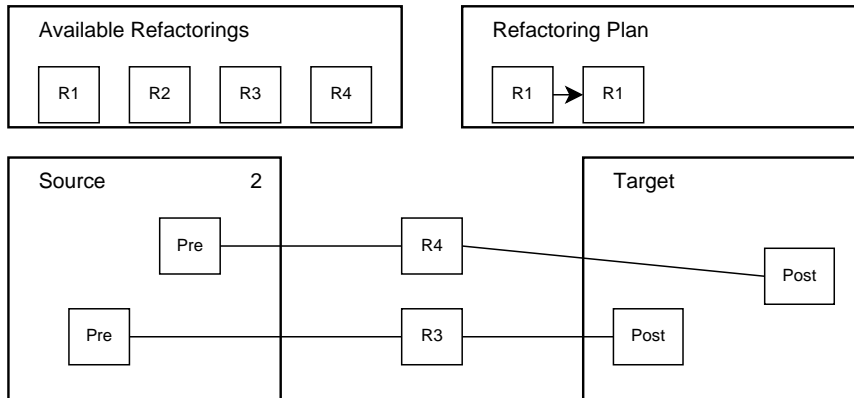 Available Refactorings
R1 R2 R3 R4
Refactoring Plan
R1 R1
Source 2
Target
Pre R4 Post
Pre R3 Post